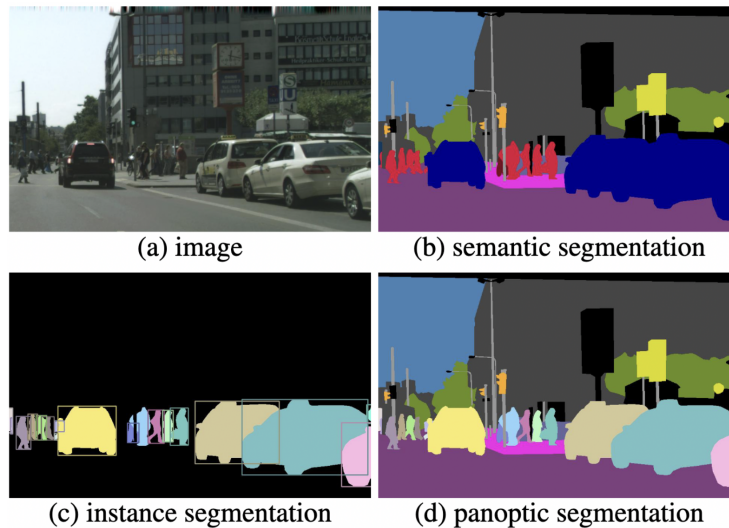 S
U
(a) image
(b) semantic segmentation
(c) instance segmentation
(d) panoptic segmentation